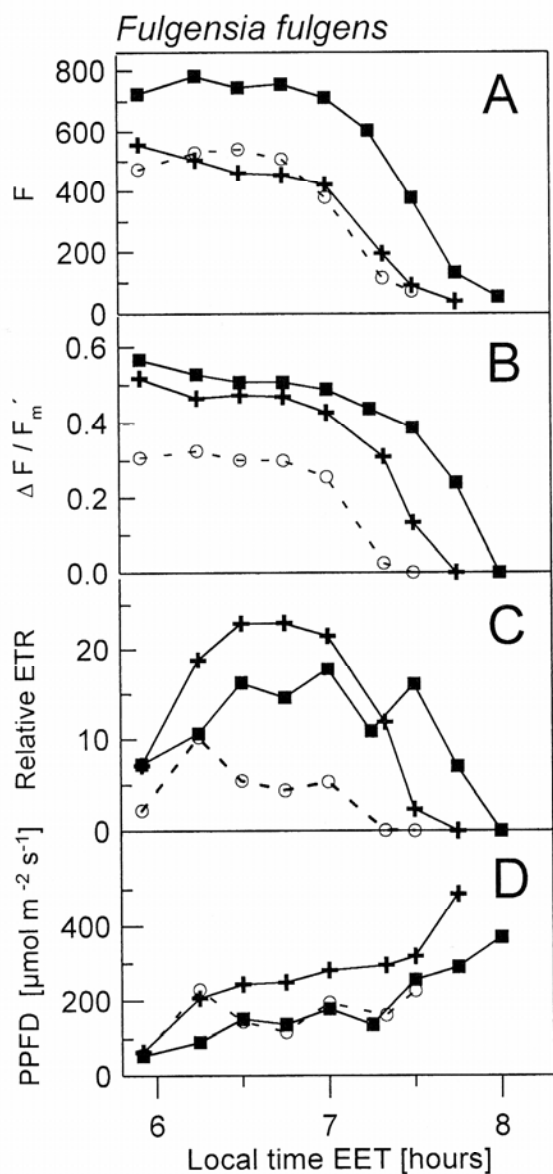 Fulgensia fulgens
A
800
600
400
200
0
F
B
0.6
0.4
0.2
0.0
Δ F / Fm´
C
20
10
0
Relative ETR
D
400
200
0
PPFD [µmol m⁻² s⁻¹]
6 7 8
Local time EET [hours]